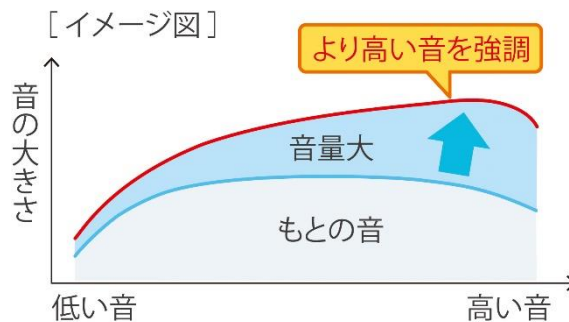 ［イメージ図］
より高い音を強調
音の大きさ
音量大
もとの音
低い音
高い音